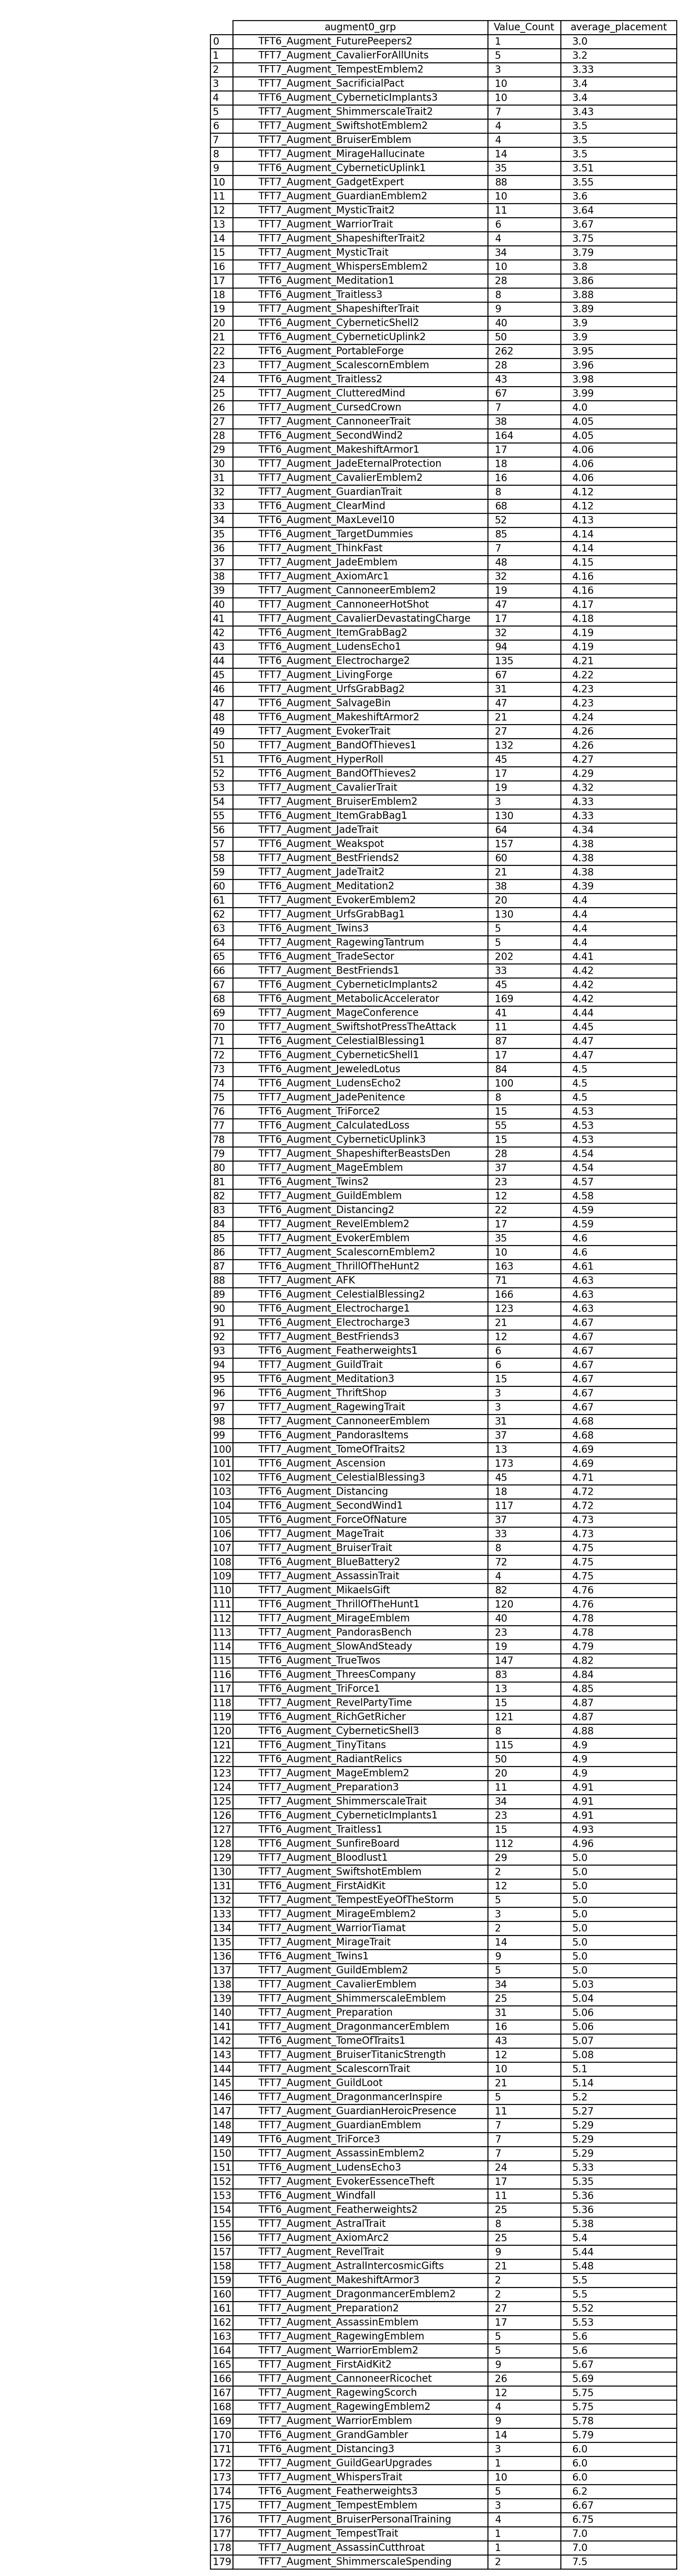 augment0_grp Value_Count average_placement
0 TFT6_Augment_FuturePeepers2 1 3.0
1 TFT7_Augment_CavalierForAllUnits 5 3.2
2 TFT7_Augment_TempestEmblem2 3 3.33
3 TFT7_Augment_SacrificialPact 10 3.4
4 TFT6_Augment_CyberneticImplants3 10 3.4
5 TFT7_Augment_ShimmerscaleTrait2 7 3.43
6 TFT7_Augment_SwiftshotEmblem2 4 3.5
7 TFT7_Augment_BruiserEmblem 4 3.5
8 TFT7_Augment_MirageHallucinate 14 3.5
9 TFT6_Augment_CyberneticUplink1 35 3.51
10 TFT7_Augment_GadgetExpert 88 3.55
11 TFT7_Augment_GuardianEmblem2 10 3.6
12 TFT7_Augment_MysticTrait2 11 3.64
13 TFT7_Augment_WarriorTrait 6 3.67
14 TFT7_Augment_ShapeshifterTrait2 4 3.75
15 TFT7_Augment_MysticTrait 34 3.79
16 TFT7_Augment_WhispersEmblem2 10 3.8
17 TFT6_Augment_Meditation1 28 3.86
18 TFT6_Augment_Traitless3 8 3.88
19 TFT7_Augment_ShapeshifterTrait 9 3.89
20 TFT6_Augment_CyberneticShell2 40 3.9
21 TFT6_Augment_CyberneticUplink2 50 3.9
22 TFT6_Augment_PortableForge 262 3.95
23 TFT7_Augment_ScalescornEmblem 28 3.96
24 TFT6_Augment_Traitless2 43 3.98
25 TFT7_Augment_ClutteredMind 67 3.99
26 TFT7_Augment_CursedCrown 7 4.0
27 TFT7_Augment_CannoneerTrait 38 4.05
28 TFT6_Augment_SecondWind2 164 4.05
29 TFT6_Augment_MakeshiftArmor1 17 4.06
30 TFT7_Augment_JadeEternalProtection 18 4.06
31 TFT7_Augment_CavalierEmblem2 16 4.06
32 TFT7_Augment_GuardianTrait 8 4.12
33 TFT6_Augment_ClearMind 68 4.12
34 TFT6_Augment_MaxLevel10 52 4.13
35 TFT6_Augment_TargetDummies 85 4.14
36 TFT7_Augment_ThinkFast 7 4.14
37 TFT7_Augment_JadeEmblem 48 4.15
38 TFT7_Augment_AxiomArc1 32 4.16
39 TFT7_Augment_CannoneerEmblem2 19 4.16
40 TFT7_Augment_CannoneerHotShot 47 4.17
41 TFT7_Augment_CavalierDevastatingCharge 17 4.18
42 TFT6_Augment_ItemGrabBag2 32 4.19
43 TFT6_Augment_LudensEcho1 94 4.19
44 TFT6_Augment_Electrocharge2 135 4.21
45 TFT7_Augment_LivingForge 67 4.22
46 TFT7_Augment_UrfsGrabBag2 31 4.23
47 TFT6_Augment_SalvageBin 47 4.23
48 TFT6_Augment_MakeshiftArmor2 21 4.24
49 TFT7_Augment_EvokerTrait 27 4.26
50 TFT7_Augment_BandOfThieves1 132 4.26
51 TFT6_Augment_HyperRoll 45 4.27
52 TFT6_Augment_BandOfThieves2 17 4.29
53 TFT7_Augment_CavalierTrait 19 4.32
54 TFT7_Augment_BruiserEmblem2 3 4.33
55 TFT6_Augment_ItemGrabBag1 130 4.33
56 TFT7_Augment_JadeTrait 64 4.34
57 TFT6_Augment_Weakspot 157 4.38
58 TFT7_Augment_BestFriends2 60 4.38
59 TFT7_Augment_JadeTrait2 21 4.38
60 TFT6_Augment_Meditation2 38 4.39
61 TFT7_Augment_EvokerEmblem2 20 4.4
62 TFT7_Augment_UrfsGrabBag1 130 4.4
63 TFT6_Augment_Twins3 5 4.4
64 TFT7_Augment_RagewingTantrum 5 4.4
65 TFT6_Augment_TradeSector 202 4.41
66 TFT7_Augment_BestFriends1 33 4.42
67 TFT6_Augment_CyberneticImplants2 45 4.42
68 TFT6_Augment_MetabolicAccelerator 169 4.42
69 TFT7_Augment_MageConference 41 4.44
70 TFT7_Augment_SwiftshotPressTheAttack 11 4.45
71 TFT6_Augment_CelestialBlessing1 87 4.47
72 TFT6_Augment_CyberneticShell1 17 4.47
73 TFT6_Augment_JeweledLotus 84 4.5
74 TFT6_Augment_LudensEcho2 100 4.5
75 TFT7_Augment_JadePenitence 8 4.5
76 TFT6_Augment_TriForce2 15 4.53
77 TFT6_Augment_CalculatedLoss 55 4.53
78 TFT6_Augment_CyberneticUplink3 15 4.53
79 TFT7_Augment_ShapeshifterBeastsDen 28 4.54
80 TFT7_Augment_MageEmblem 37 4.54
81 TFT6_Augment_Twins2 23 4.57
82 TFT7_Augment_GuildEmblem 12 4.58
83 TFT6_Augment_Distancing2 22 4.59
84 TFT7_Augment_RevelEmblem2 17 4.59
85 TFT7_Augment_EvokerEmblem 35 4.6
86 TFT7_Augment_ScalescornEmblem2 10 4.6
87 TFT6_Augment_ThrillOfTheHunt2 163 4.61
88 TFT7_Augment_AFK 71 4.63
89 TFT6_Augment_CelestialBlessing2 166 4.63
90 TFT6_Augment_Electrocharge1 123 4.63
91 TFT6_Augment_Electrocharge3 21 4.67
92 TFT7_Augment_BestFriends3 12 4.67
93 TFT6_Augment_Featherweights1 6 4.67
94 TFT7_Augment_GuildTrait 6 4.67
95 TFT6_Augment_Meditation3 15 4.67
96 TFT6_Augment_ThriftShop 3 4.67
97 TFT7_Augment_RagewingTrait 3 4.67
98 TFT7_Augment_CannoneerEmblem 31 4.68
99 TFT6_Augment_PandorasItems 37 4.68
100 TFT7_Augment_TomeOfTraits2 13 4.69
101 TFT6_Augment_Ascension 173 4.69
102 TFT6_Augment_CelestialBlessing3 45 4.71
103 TFT6_Augment_Distancing 18 4.72
104 TFT6_Augment_SecondWind1 117 4.72
105 TFT6_Augment_ForceOfNature 37 4.73
106 TFT7_Augment_MageTrait 33 4.73
107 TFT7_Augment_BruiserTrait 8 4.75
108 TFT6_Augment_BlueBattery2 72 4.75
109 TFT7_Augment_AssassinTrait 4 4.75
110 TFT7_Augment_MikaelsGift 82 4.76
111 TFT6_Augment_ThrillOfTheHunt1 120 4.76
112 TFT7_Augment_MirageEmblem 40 4.78
113 TFT7_Augment_PandorasBench 23 4.78
114 TFT6_Augment_SlowAndSteady 19 4.79
115 TFT6_Augment_TrueTwos 147 4.82
116 TFT6_Augment_ThreesCompany 83 4.84
117 TFT6_Augment_TriForce1 13 4.85
118 TFT7_Augment_RevelPartyTime 15 4.87
119 TFT6_Augment_RichGetRicher 121 4.87
120 TFT6_Augment_CyberneticShell3 8 4.88
121 TFT6_Augment_TinyTitans 115 4.9
122 TFT6_Augment_RadiantRelics 50 4.9
123 TFT7_Augment_MageEmblem2 20 4.9
124 TFT7_Augment_Preparation3 11 4.91
125 TFT7_Augment_ShimmerscaleTrait 34 4.91
126 TFT6_Augment_CyberneticImplants1 23 4.91
127 TFT6_Augment_Traitless1 15 4.93
128 TFT6_Augment_SunfireBoard 112 4.96
129 TFT7_Augment_Bloodlust1 29 5.0
130 TFT7_Augment_SwiftshotEmblem 2 5.0
131 TFT6_Augment_FirstAidKit 12 5.0
132 TFT7_Augment_TempestEyeOfTheStorm 5 5.0
133 TFT7_Augment_MirageEmblem2 3 5.0
134 TFT7_Augment_WarriorTiamat 2 5.0
135 TFT7_Augment_MirageTrait 14 5.0
136 TFT6_Augment_Twins1 9 5.0
137 TFT7_Augment_GuildEmblem2 5 5.0
138 TFT7_Augment_CavalierEmblem 34 5.03
139 TFT7_Augment_ShimmerscaleEmblem 25 5.04
140 TFT7_Augment_Preparation 31 5.06
141 TFT7_Augment_DragonmancerEmblem 16 5.06
142 TFT6_Augment_TomeOfTraits1 43 5.07
143 TFT7_Augment_BruiserTitanicStrength 12 5.08
144 TFT7_Augment_ScalescornTrait 10 5.1
145 TFT7_Augment_GuildLoot 21 5.14
146 TFT7_Augment_DragonmancerInspire 5 5.2
147 TFT7_Augment_GuardianHeroicPresence 11 5.27
148 TFT7_Augment_GuardianEmblem 7 5.29
149 TFT6_Augment_TriForce3 7 5.29
150 TFT7_Augment_AssassinEmblem2 7 5.29
151 TFT6_Augment_LudensEcho3 24 5.33
152 TFT7_Augment_EvokerEssenceTheft 17 5.35
153 TFT6_Augment_Windfall 11 5.36
154 TFT6_Augment_Featherweights2 25 5.36
155 TFT7_Augment_AstralTrait 8 5.38
156 TFT7_Augment_AxiomArc2 25 5.4
157 TFT7_Augment_RevelTrait 9 5.44
158 TFT7_Augment_AstralIntercosmicGifts 21 5.48
159 TFT6_Augment_MakeshiftArmor3 2 5.5
160 TFT7_Augment_DragonmancerEmblem2 2 5.5
161 TFT7_Augment_Preparation2 27 5.52
162 TFT7_Augment_AssassinEmblem 17 5.53
163 TFT7_Augment_RagewingEmblem 5 5.6
164 TFT7_Augment_WarriorEmblem2 5 5.6
165 TFT7_Augment_FirstAidKit2 9 5.67
166 TFT7_Augment_CannoneerRicochet 26 5.69
167 TFT7_Augment_RagewingScorch 12 5.75
168 TFT7_Augment_RagewingEmblem2 4 5.75
169 TFT7_Augment_WarriorEmblem 9 5.78
170 TFT6_Augment_GrandGambler 14 5.79
171 TFT6_Augment_Distancing3 3 6.0
172 TFT7_Augment_GuildGearUpgrades 1 6.0
173 TFT7_Augment_WhispersTrait 10 6.0
174 TFT6_Augment_Featherweights3 5 6.2
175 TFT7_Augment_TempestEmblem 3 6.67
176 TFT7_Augment_BruiserPersonalTraining 4 6.75
177 TFT7_Augment_TempestTrait 1 7.0
178 TFT7_Augment_AssassinCutthroat 1 7.0
179 TFT7_Augment_ShimmerscaleSpending 2 7.5